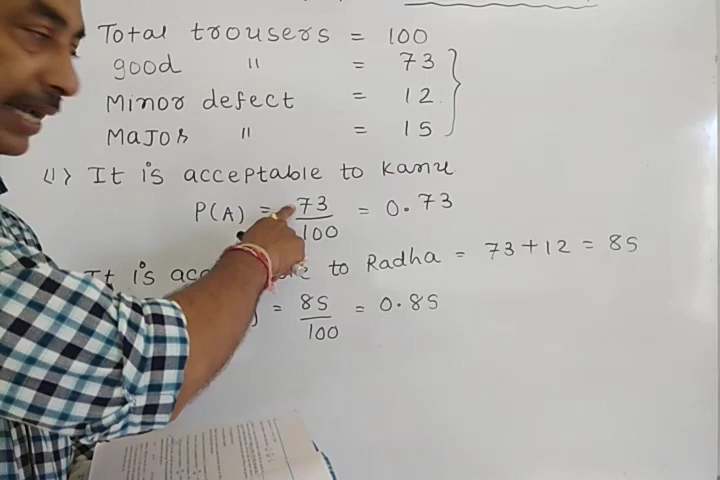 Total trousers = 100
good " = 73
Minor defect = 12
Major " = 15
(1) It is acceptable to Kanu
P(A) = 73/100 = 0.73
It is to Radha = 73+12 = 85
= 85/100 = 0.85